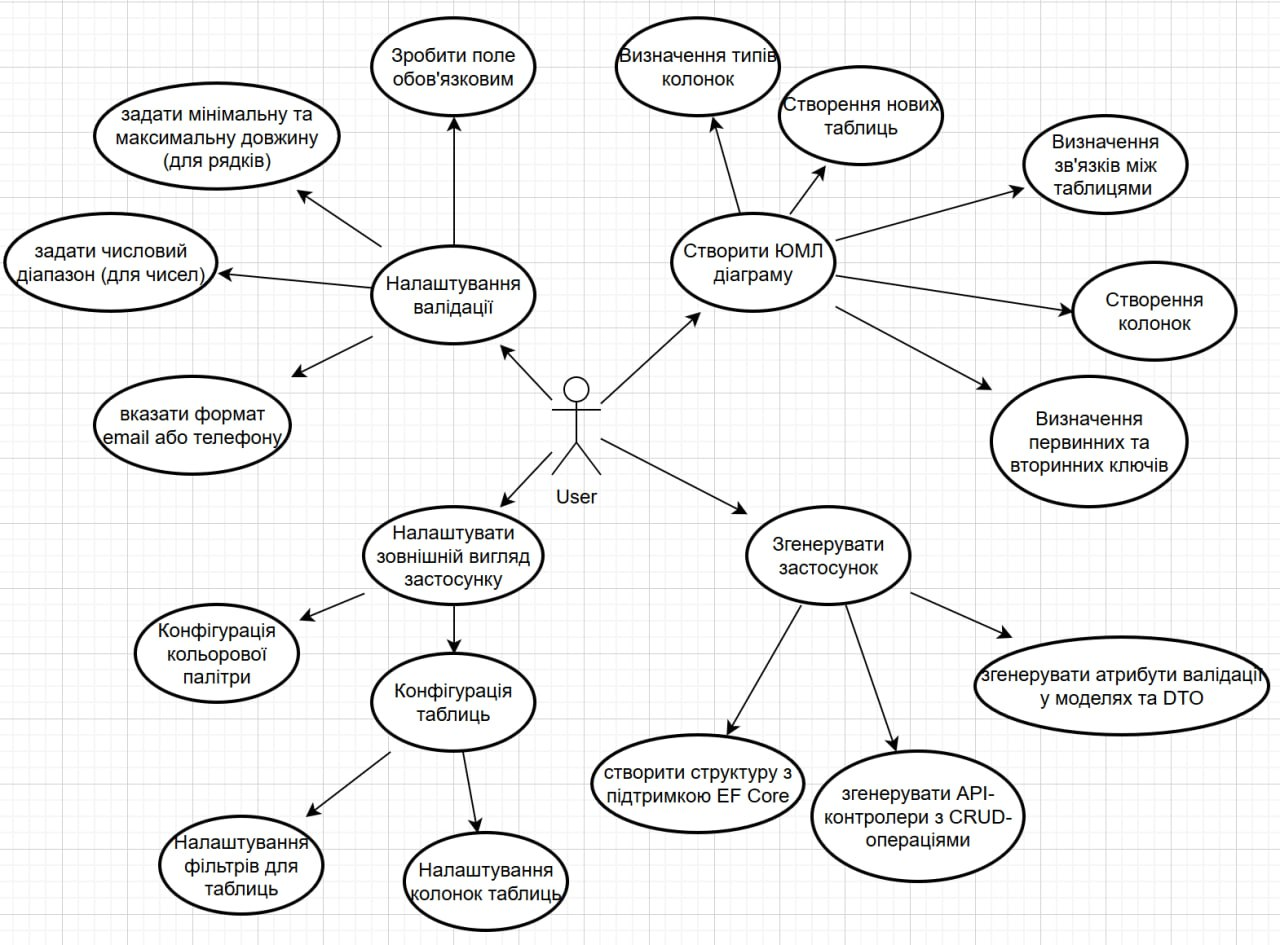 Зробити поле
обов'язковим
Визначення типів
колонок
Створення нових
таблиць
задати мінімальну та
максимальну довжину
(для рядків)
Визначення
зв'язків між
таблицями
задати числовий
діапазон (для чисел)
Налаштування
валідації
Створити ЮМЛ
діаграму
Створення
колонок
вказати формат
email або телефону
Визначення
первинних та
вторинних ключів
User
Налаштувати
зовнішній вигляд
застосунку
Згенерувати
застосунок
Конфігурація
кольорової
палітри
Конфігурація
таблиць
згенерувати атрибути валідації
у моделях та DTO
створити структуру з
підтримкою EF Core
згенерувати API-
контролери з CRUD-
операціями
Налаштування
фільтрів для
таблиць
Налаштування
колонок таблиць